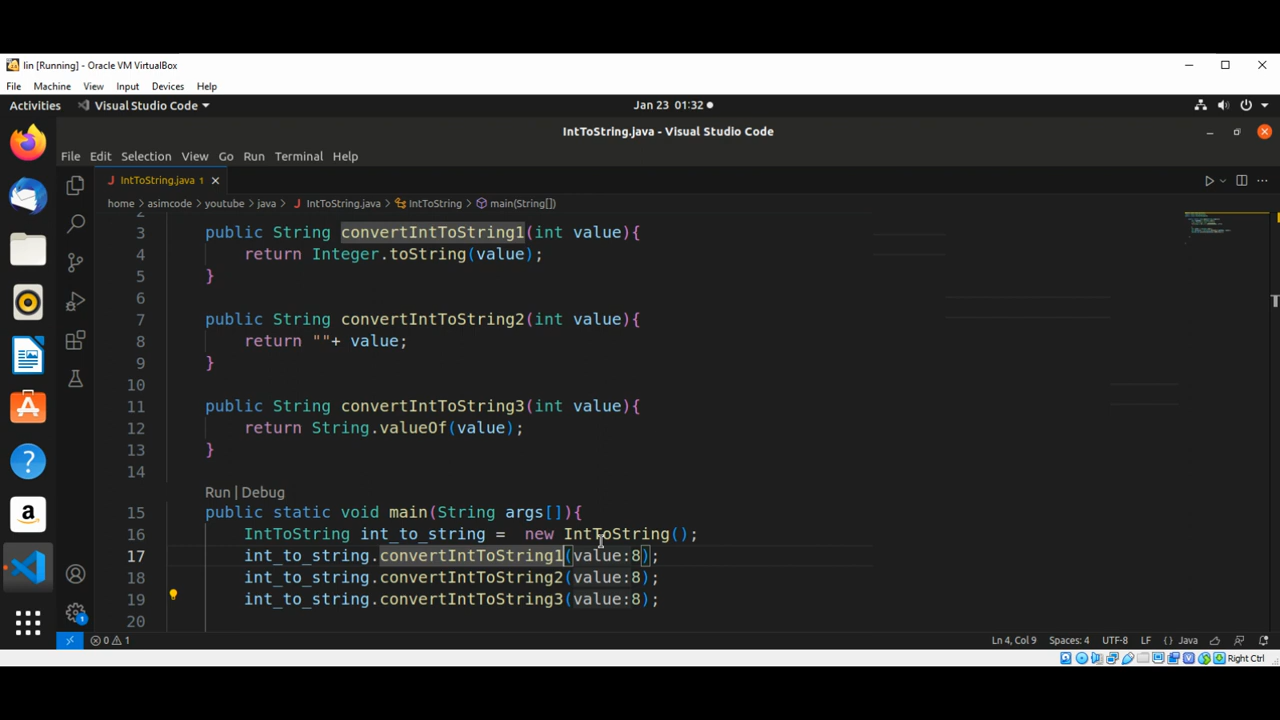 lin [Running] - Oracle VM VirtualBox
File Machine View Input Devices Help
Activities Visual Studio Code Jan 23 01:32
IntToString.java - Visual Studio Code
File Edit Selection View Go Run Terminal Help
IntToString.java 1
home > asimcode > youtube > java > IntToString.java > IntToString > main(String[])
2
3 public String convertIntToString1(int value){
4 return Integer.toString(value);
5 }
6
7 public String convertIntToString2(int value){
8 return ""+ value;
9 }
10
11 public String convertIntToString3(int value){
12 return String.valueOf(value);
13 }
14
Run | Debug
15 public static void main(String args[]){
16 IntToString int_to_string = new IntToString();
17 int_to_string.convertIntToString1(value:8);
18 int_to_string.convertIntToString2(value:8);
19 int_to_string.convertIntToString3(value:8);
20
0 1 Ln 4, Col 9 Spaces: 4 UTF-8 LF {} Java
Right Ctrl